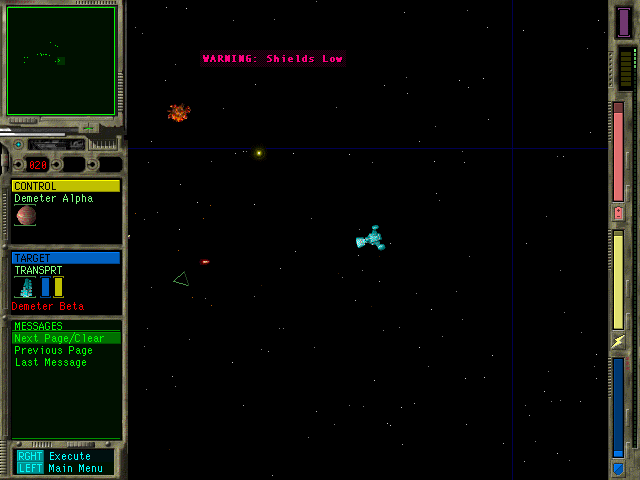 WARNING: Shields Low
020
CONTROL
Demeter Alpha
TARGET
TRANSPRT
Demeter Beta
MESSAGES
Next Page/Clear
Previous Page
Last Message
RGHT Execute
LEFT Main Menu